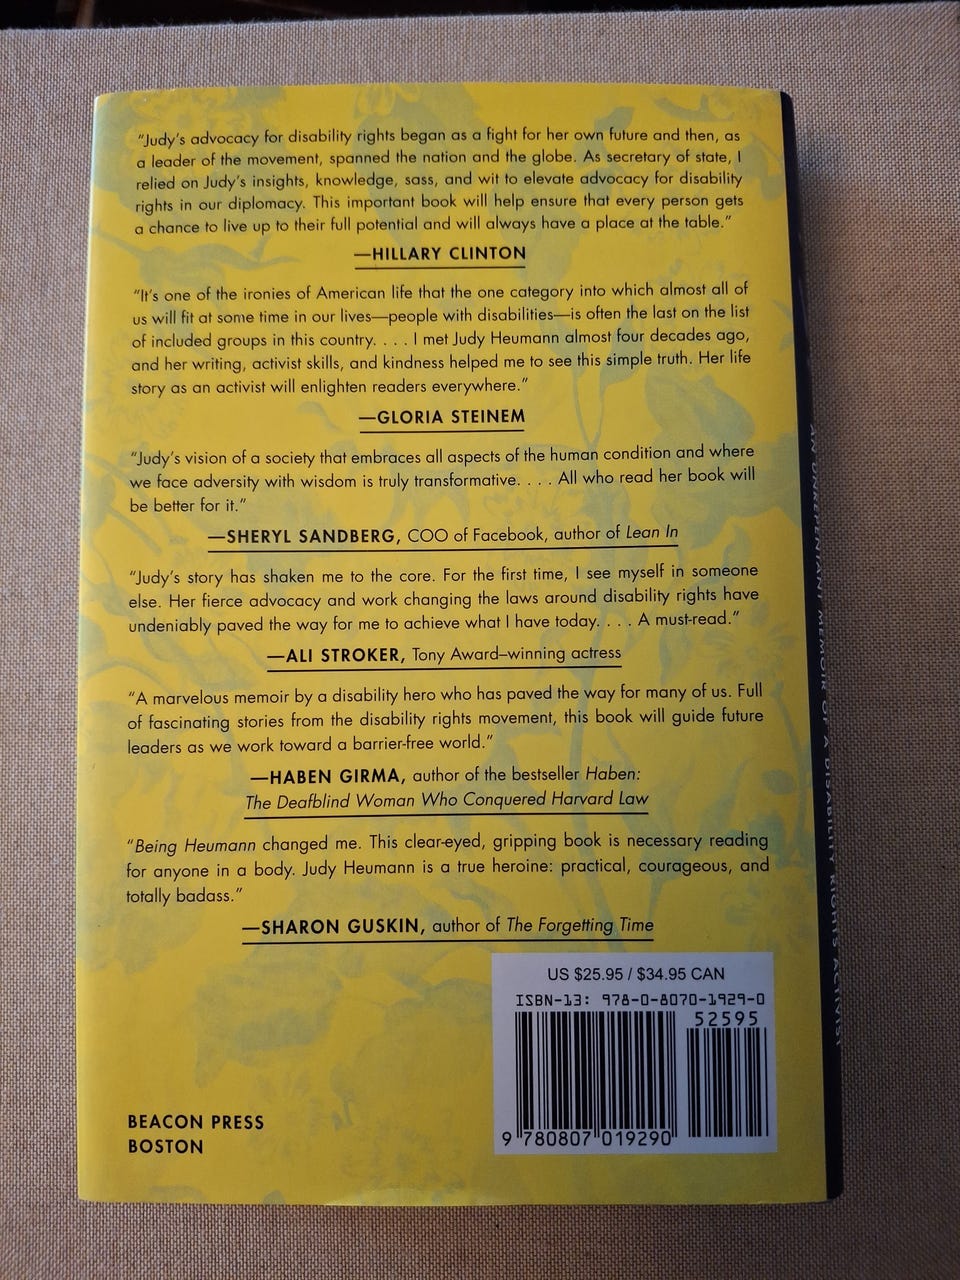 "Judy's advocacy for disability rights began as a fight for her own future and then, as
a leader of the movement, spanned the nation and the globe. As secretary of state, I
relied on Judy's insights, knowledge, sass, and wit to elevate advocacy for disability
rights in our diplomacy. This important book will help ensure that every person gets
a chance to live up to their full potential and will always have a place at the table."
—HILLARY CLINTON
"It's one of the ironies of American life that the one category into which almost all of
us will fit at some time in our lives—people with disabilities—is often the last on the list
of included groups in this country. . . . I met Judy Heumann almost four decades ago,
and her writing, activist skills, and kindness helped me to see this simple truth. Her life
story as an activist will enlighten readers everywhere."
—GLORIA STEINEM
"Judy's vision of a society that embraces all aspects of the human condition and where
we face adversity with wisdom is truly transformative. . . . All who read her book will
be better for it."
—SHERYL SANDBERG, COO of Facebook, author of Lean In
"Judy's story has shaken me to the core. For the first time, I see myself in someone
else. Her fierce advocacy and work changing the laws around disability rights have
undeniably paved the way for me to achieve what I have today. . . . A must-read."
—ALI STROKER, Tony Award–winning actress
"A marvelous memoir by a disability hero who has paved the way for many of us. Full
of fascinating stories from the disability rights movement, this book will guide future
leaders as we work toward a barrier-free world."
—HABEN GIRMA, author of the bestseller Haben:
The Deafblind Woman Who Conquered Harvard Law
"Being Heumann changed me. This clear-eyed, gripping book is necessary reading
for anyone in a body. Judy Heumann is a true heroine: practical, courageous, and
totally badass."
—SHARON GUSKIN, author of The Forgetting Time
US $25.95 / $34.95 CAN
ISBN-13: 978-0-8070-1929-0
52595
9 780807 019290
BEACON PRESS
BOSTON
AN UNREPENTANT MEMOIR OF A DISABILITY RIGHTS ACTIVIST